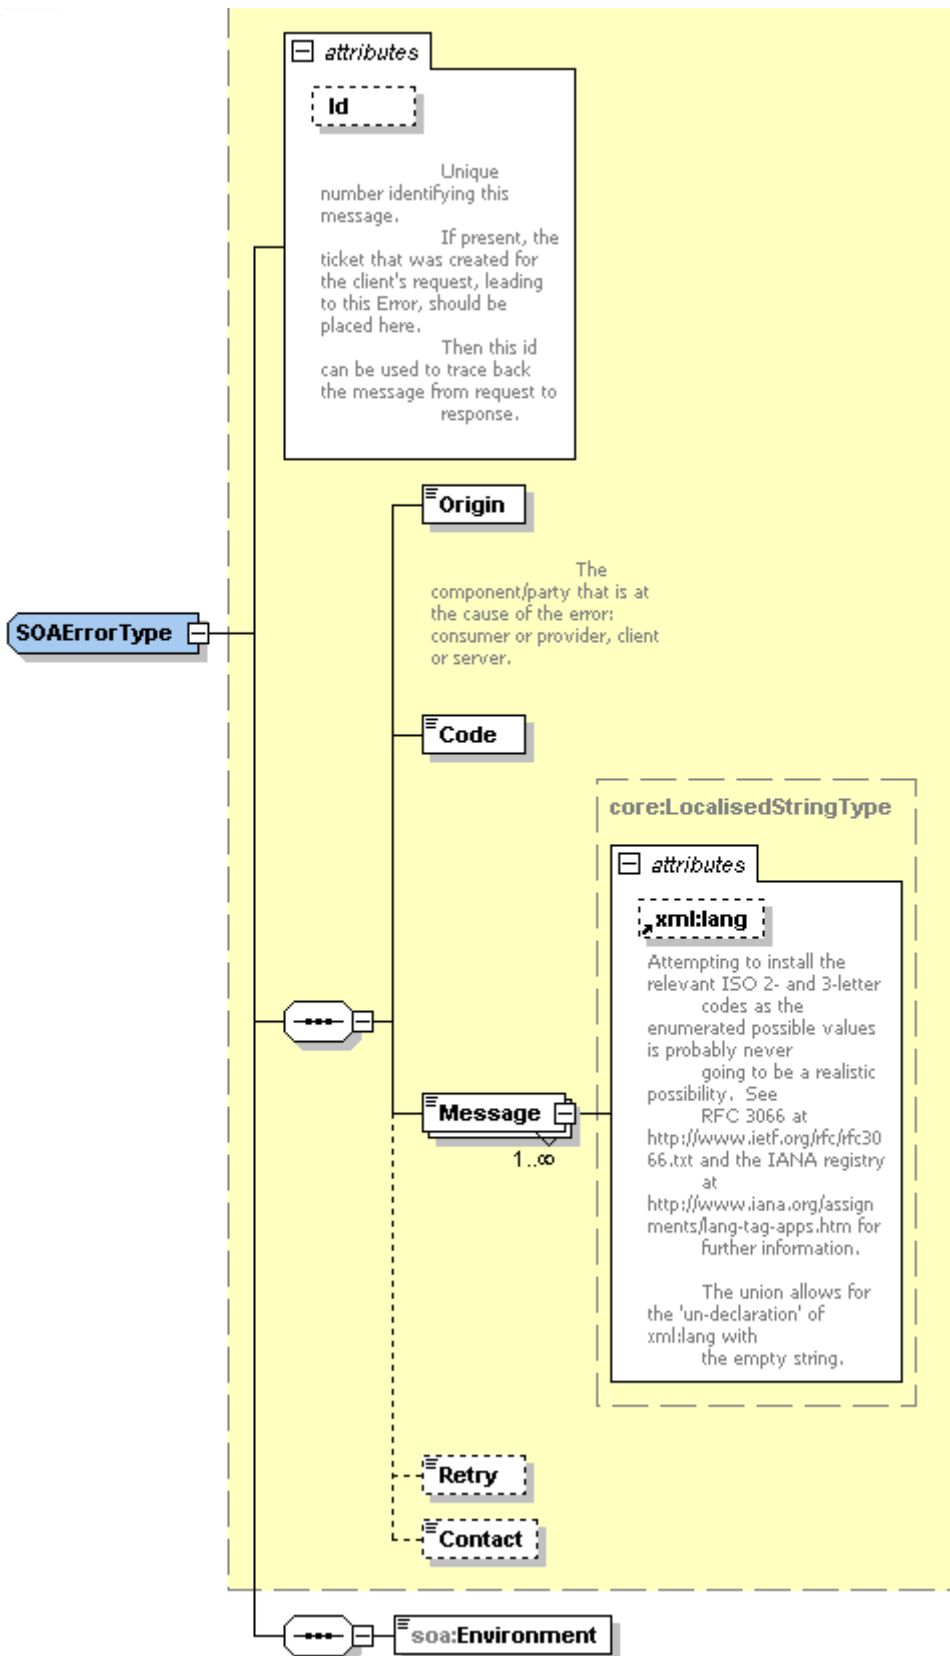 attributes
Id
Unique
number identifying this
message.
If present, the
ticket that was created for
the client's request, leading
to this Error, should be
placed here.
Then this id
can be used to trace back
the message from request to
response.
Origin
The
component/party that is at
the cause of the error:
consumer or provider, client
or server.
SOAErrorType
Code
core:LocalisedStringType
attributes
xml:lang
Attempting to install the
relevant ISO 2- and 3-letter
codes as the
enumerated possible values
is probably never
going to be a realistic
possibility. See
RFC 3066 at
http://www.ietf.org/rfc/rfc30
66.txt and the IANA registry
at
http://www.iana.org/assign
ments/lang-tag-apps.htm for
further information.
The union allows for
the 'un-declaration' of
xml:lang with
the empty string.
Message
1..∞
Retry
Contact
soa:Environment